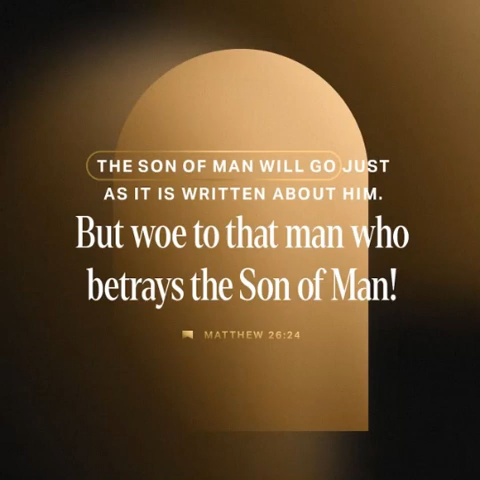 THE SON OF MAN WILL GO JUST
AS IT IS WRITTEN ABOUT HIM.
But woe to that man who
betrays the Son of Man!
MATTHEW 26:24